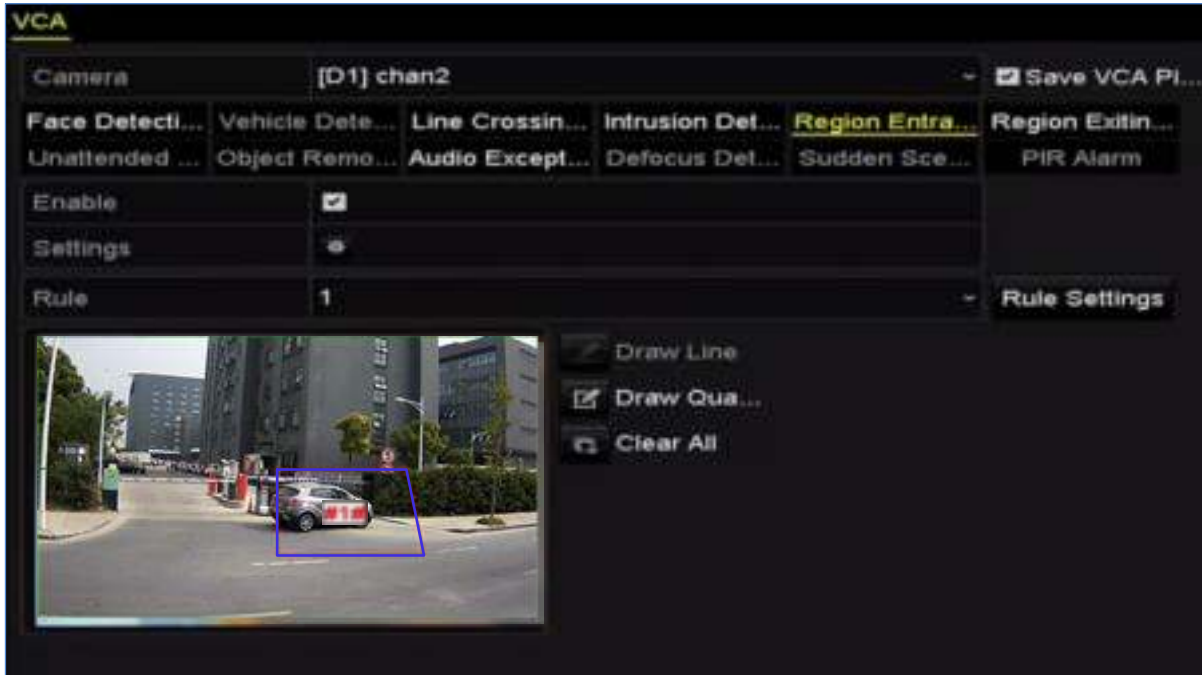 VCA
Camera [D1] chan2 Save VCA Pi...
Face Detecti... Vehicle Dete... Line Crossin... Intrusion Det... Region Entra... Region Exitin...
Unattended ... Object Remo... Audio Except... Defocus Det... Sudden Sce... PIR Alarm
Enable
Settings
Rule 1 Rule Settings
Draw Line
Draw Qua...
Clear All
#1#